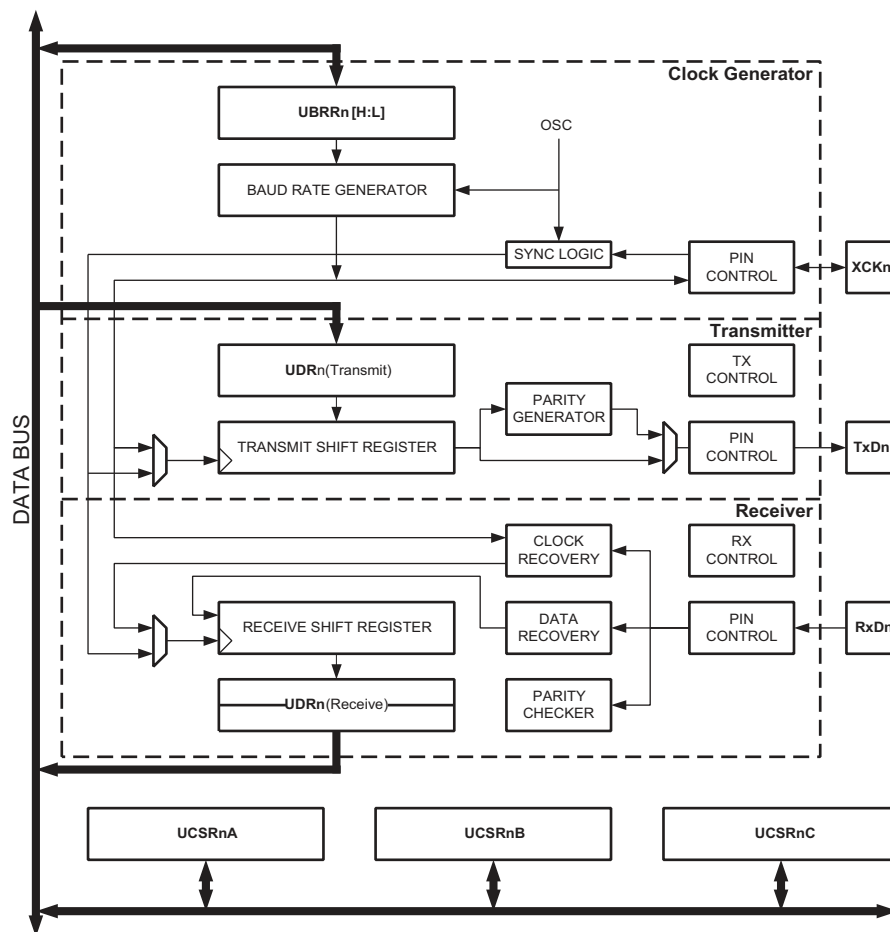 Clock Generator
UBRRn [H:L]
OSC
BAUD RATE GENERATOR
SYNC LOGIC
PIN
CONTROL
XCKn
Transmitter
UDRn(Transmit)
TX
CONTROL
PARITY
GENERATOR
TRANSMIT SHIFT REGISTER
PIN
CONTROL
TxDn
DATA BUS
Receiver
CLOCK
RECOVERY
RX
CONTROL
RECEIVE SHIFT REGISTER
DATA
RECOVERY
PIN
CONTROL
RxDn
UDRn(Receive)
PARITY
CHECKER
UCSRnA
UCSRnB
UCSRnC